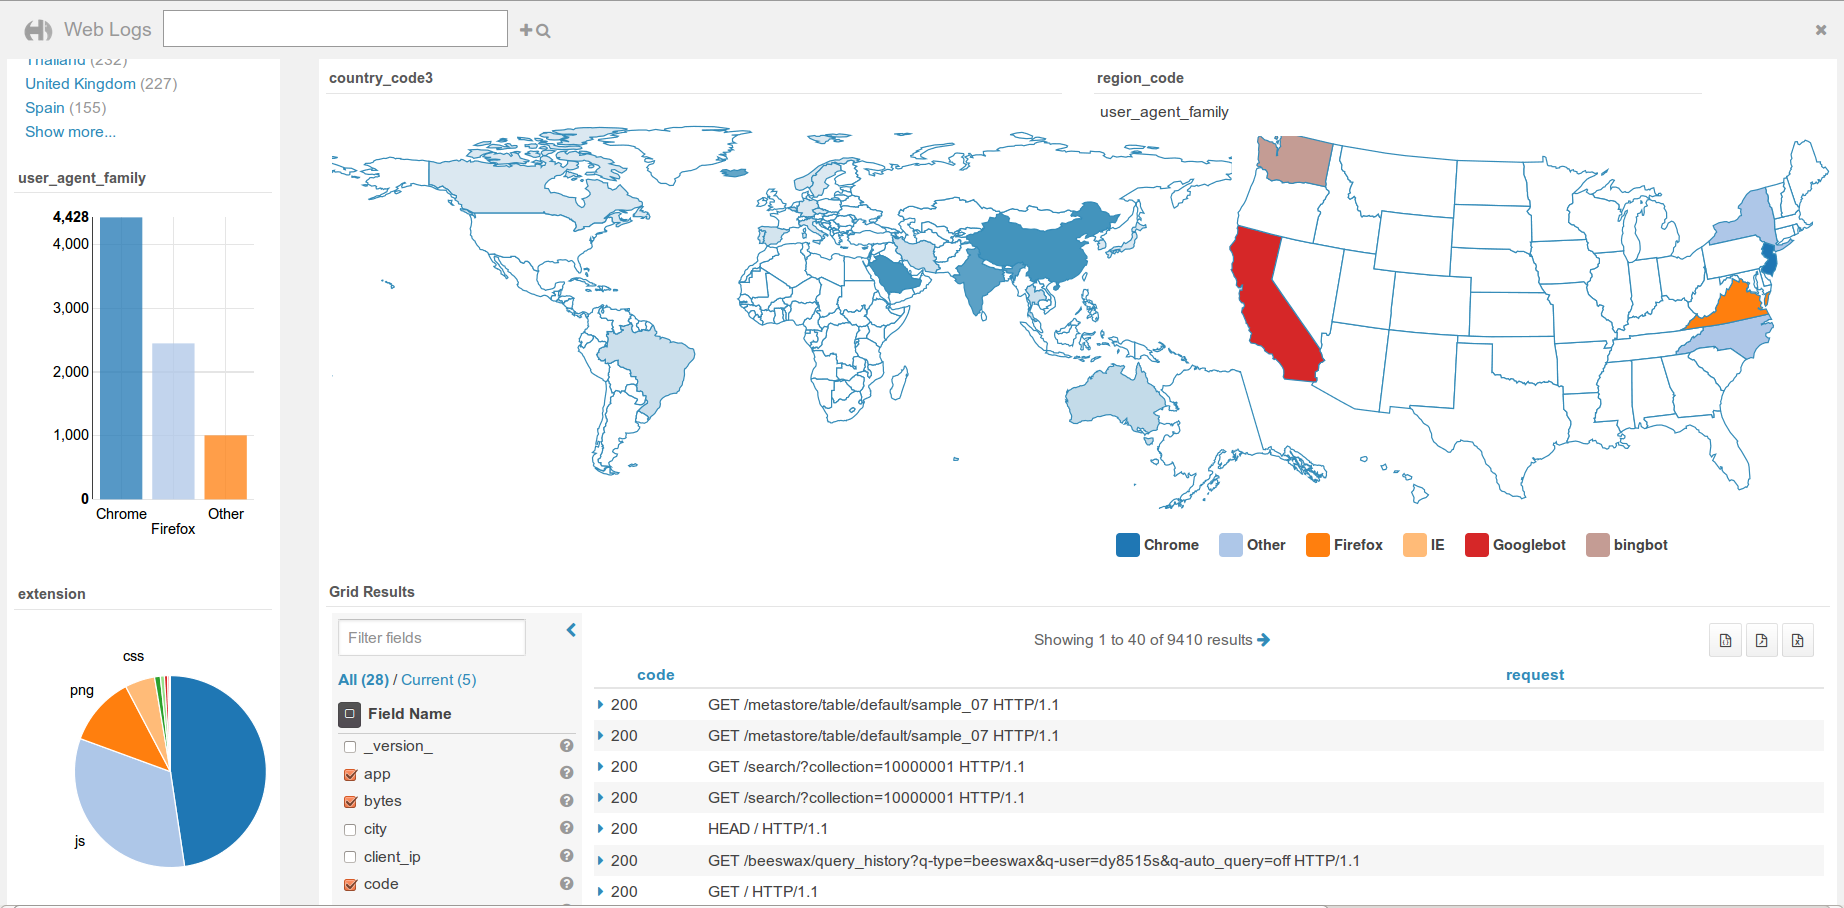 Web Logs
Thailand (232)
United Kingdom (227)
Spain (155)
Show more...
user_agent_family
4,428
4,000
3,000
2,000
1,000
0
Chrome
Firefox
Other
extension
css
png
js
country_code3
region_code
user_agent_family
Chrome Other Firefox IE Googlebot bingbot
Grid Results
Filter fields
All (28) / Current (5)
Field Name
_version_
app
bytes
city
client_ip
code
Showing 1 to 40 of 9410 results
code request
200 GET /metastore/table/default/sample_07 HTTP/1.1
200 GET /metastore/table/default/sample_07 HTTP/1.1
200 GET /search/?collection=10000001 HTTP/1.1
200 GET /search/?collection=10000001 HTTP/1.1
200 HEAD / HTTP/1.1
200 GET /beeswax/query_history?q-type=beeswax&q-user=dy8515s&q-auto_query=off HTTP/1.1
200 GET / HTTP/1.1